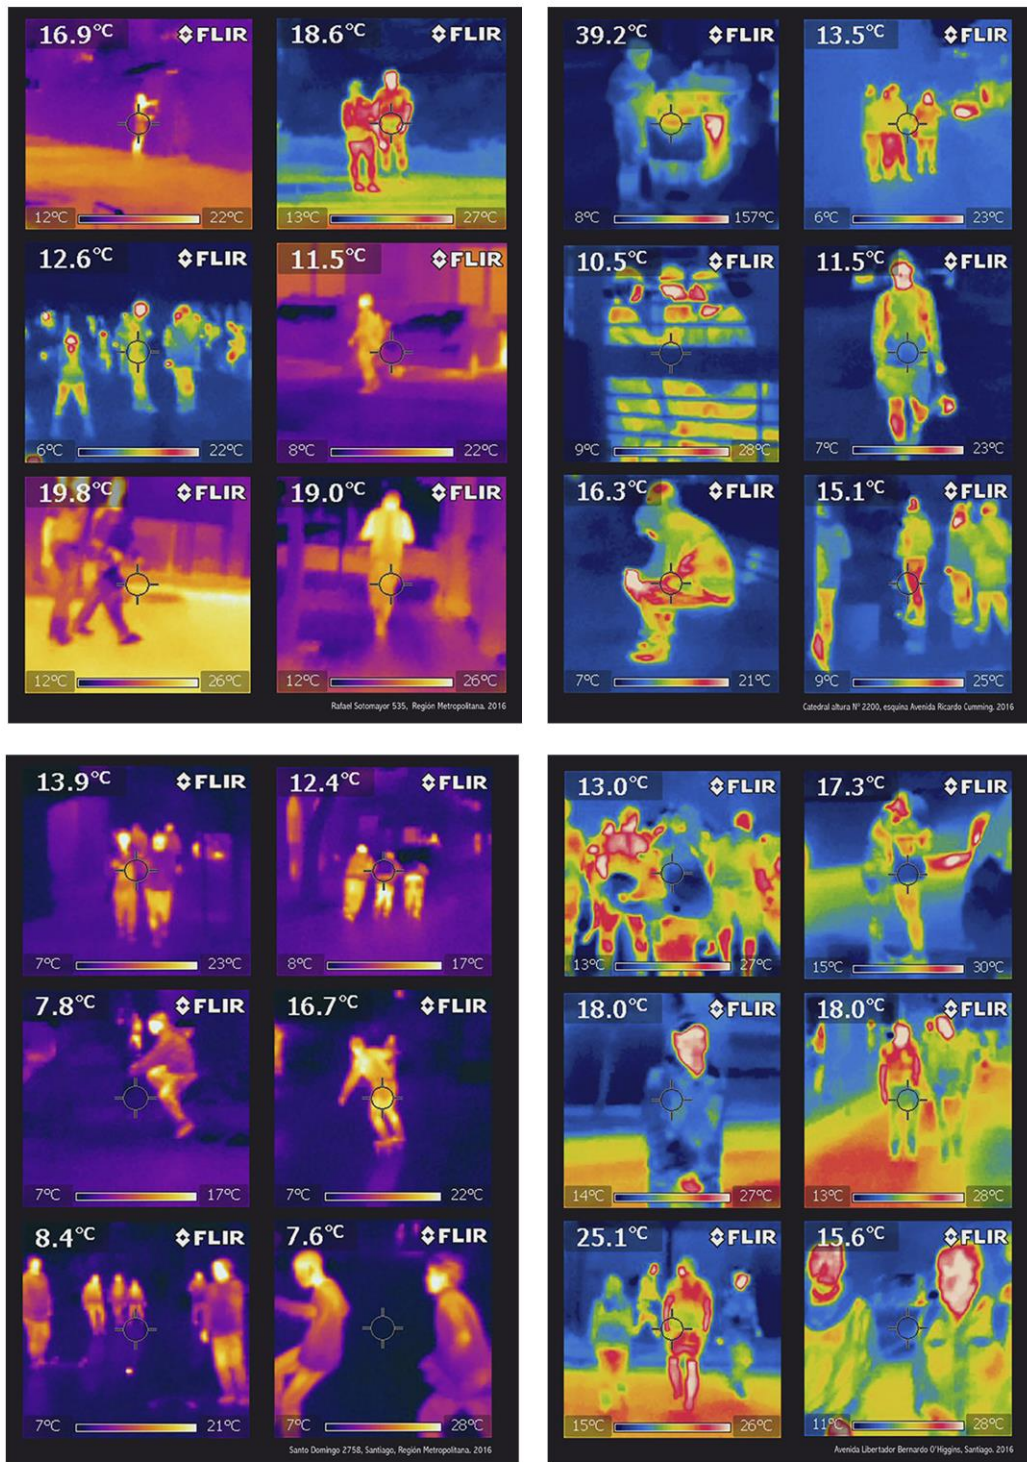 16.9°C FLIR
18.6°C FLIR
12°C 22°C
13°C 27°C
12.6°C FLIR
11.5°C FLIR
6°C 22°C
8°C 22°C
19.8°C FLIR
19.0°C FLIR
12°C 26°C
12°C 26°C
Rafael Sotomayor 535, Región Metropolitana. 2016
39.2°C FLIR
13.5°C FLIR
8°C 157°C
6°C 23°C
10.5°C FLIR
11.5°C FLIR
9°C 28°C
7°C 23°C
16.3°C FLIR
15.1°C FLIR
7°C 21°C
9°C 25°C
Catedral altura Nº 2200, esquina Avenida Ricardo Cumming. 2016
13.9°C FLIR
12.4°C FLIR
7°C 23°C
8°C 17°C
7.8°C FLIR
16.7°C FLIR
7°C 17°C
7°C 22°C
8.4°C FLIR
7.6°C FLIR
7°C 21°C
7°C 28°C
Santo Domingo 2758, Santiago, Región Metropolitana. 2016
13.0°C FLIR
17.3°C FLIR
13°C 27°C
15°C 30°C
18.0°C FLIR
18.0°C FLIR
14°C 27°C
13°C 28°C
25.1°C FLIR
15.6°C FLIR
15°C 26°C
11°C 28°C
Avenida Libertador Bernardo O'Higgins, Santiago. 2016